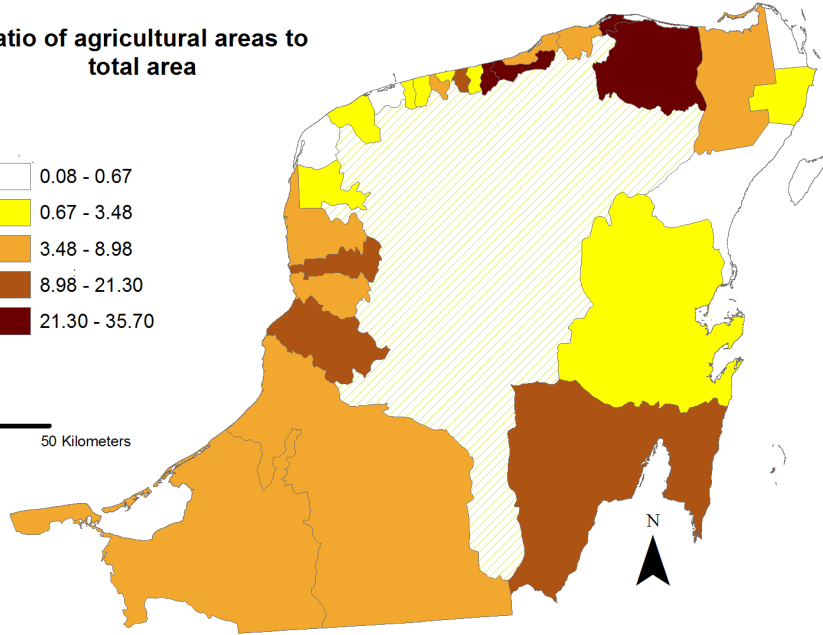 atio of agricultural areas to
total area
0.08 - 0.67
0.67 - 3.48
3.48 - 8.98
8.98 - 21.30
21.30 - 35.70
50 Kilometers
N